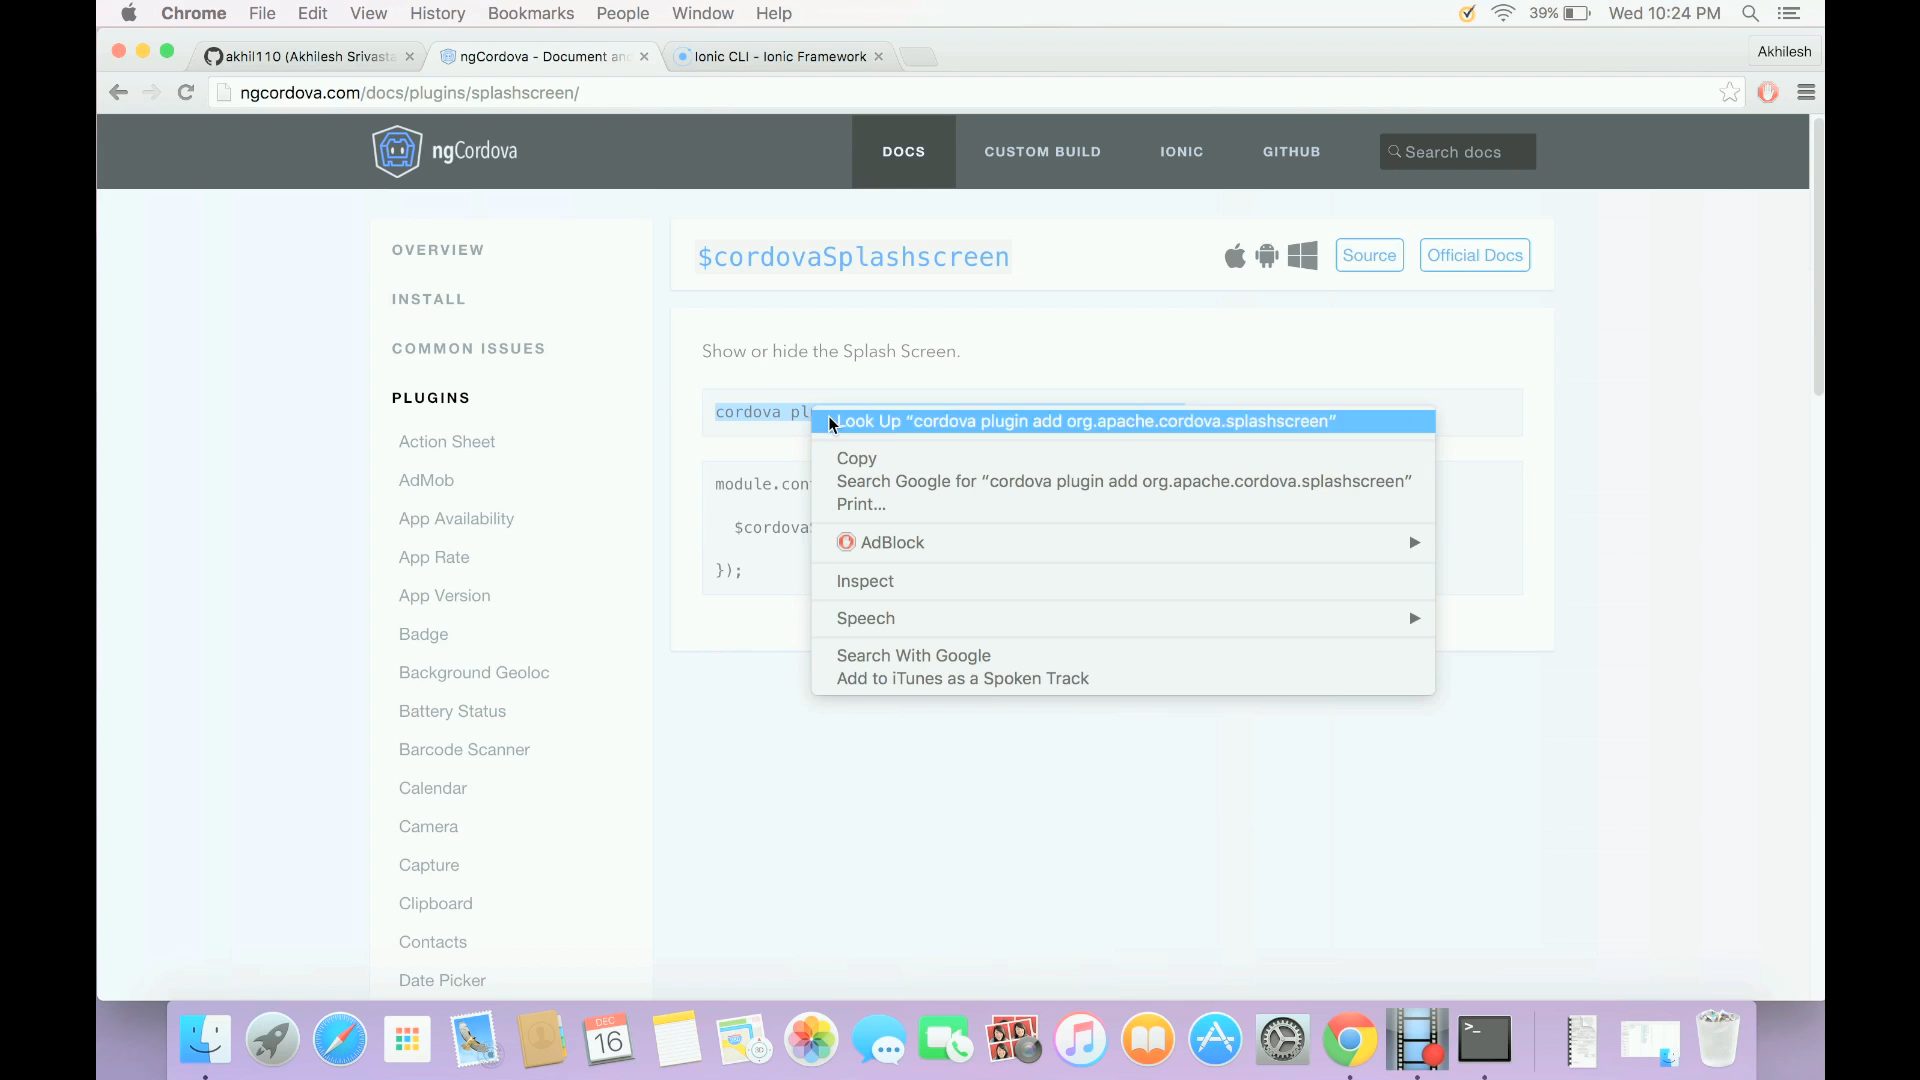 Chrome File Edit View History Bookmarks People Window Help 39% Wed 10:24 PM
akhil110 (Akhilesh Srivasta ngCordova - Document an Ionic CLI - Ionic Framework Akhilesh
ngcordova.com/docs/plugins/splashscreen/
ngCordova DOCS CUSTOM BUILD IONIC GITHUB Search docs
OVERVIEW
INSTALL
COMMON ISSUES
PLUGINS
Action Sheet
AdMob
App Availability
App Rate
App Version
Badge
Background Geoloc
Battery Status
Barcode Scanner
Calendar
Camera
Capture
Clipboard
Contacts
Date Picker
$cordovaSplashscreen Source Official Docs
Show or hide the Splash Screen.
cordova pl
module.con
$cordovaS
});
Look Up “cordova plugin add org.apache.cordova.splashscreen”
Copy
Search Google for “cordova plugin add org.apache.cordova.splashscreen”
Print...
AdBlock
Inspect
Speech
Search With Google
Add to iTunes as a Spoken Track
DEC
16